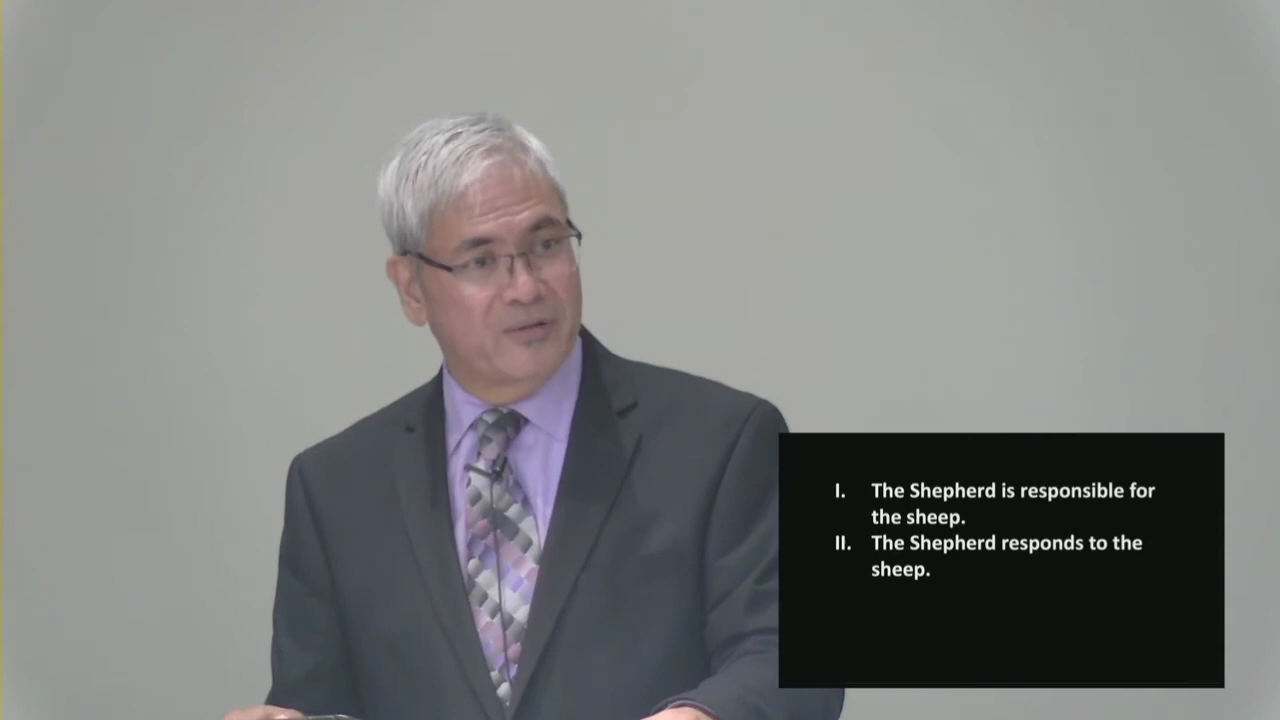 I. The Shepherd is responsible for
the sheep.
II. The Shepherd responds to the
sheep.